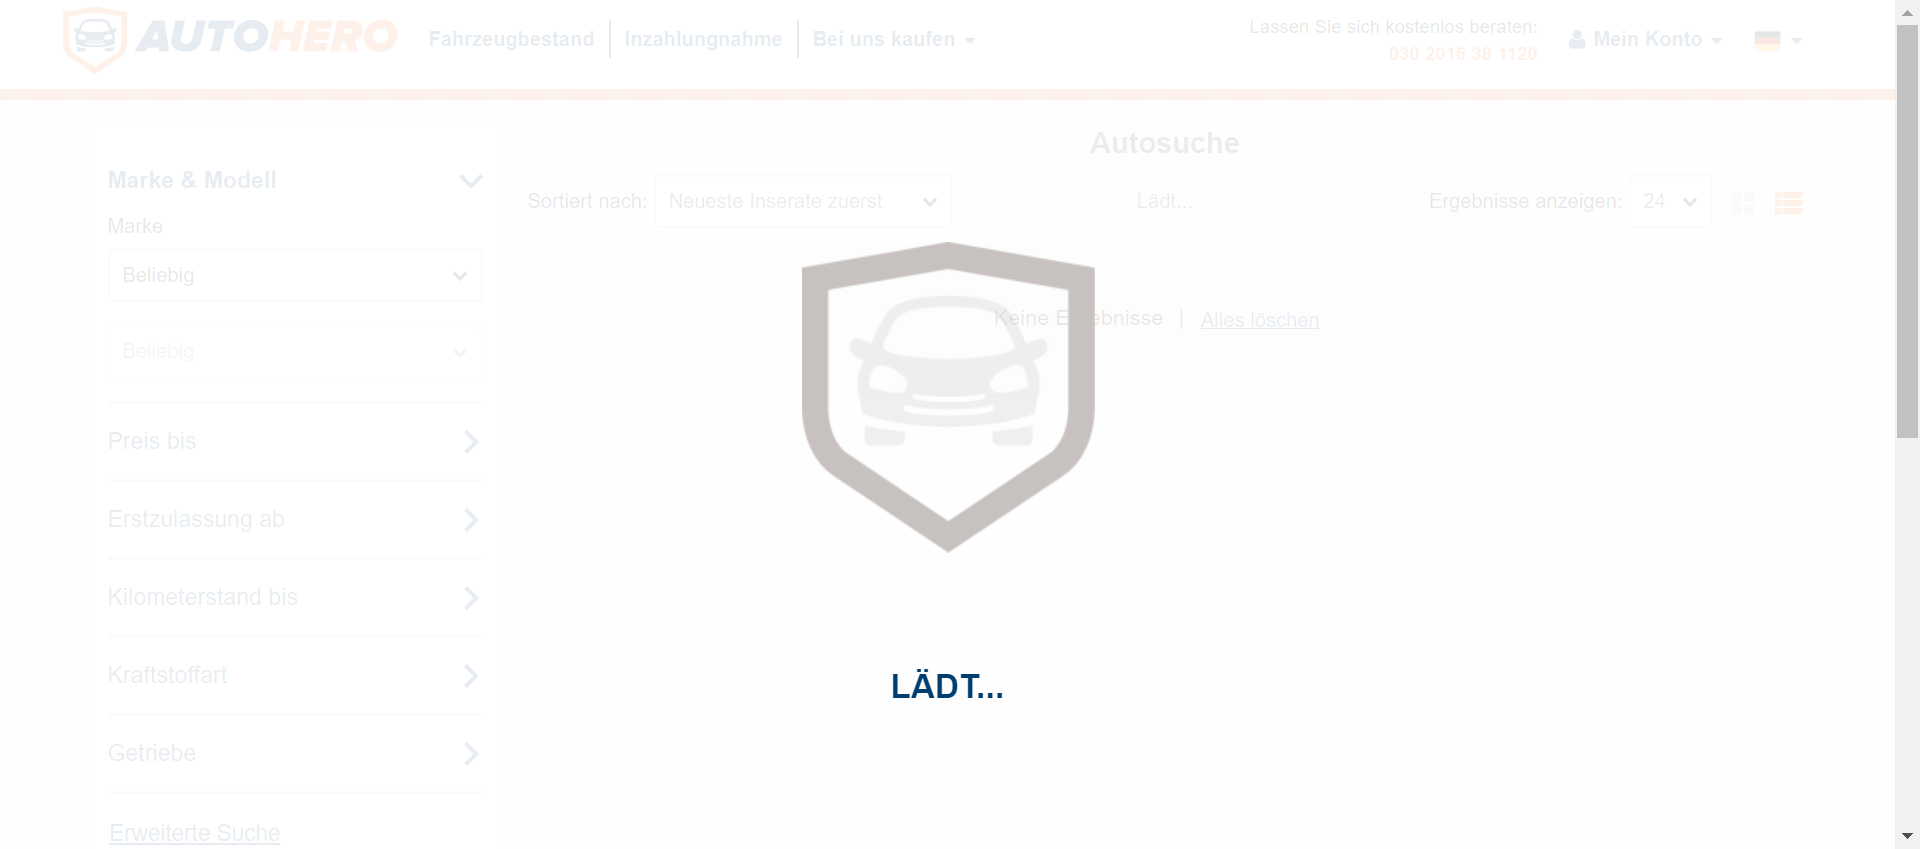 AUTOHERO
Fahrzeugbestand
Inzahlungnahme
Bei uns kaufen
Lassen Sie sich kostenlos beraten:
030 2016 38 1120
Mein Konto
Autosuche
Marke & Modell
Marke
Beliebig
Beliebig
Preis bis
Erstzulassung ab
Kilometerstand bis
Kraftstoffart
Getriebe
Erweiterte Suche
Sortiert nach: Neueste Inserate zuerst
Lädt...
Ergebnisse anzeigen: 24
Keine Ergebnisse | Alles löschen
LÄDT...